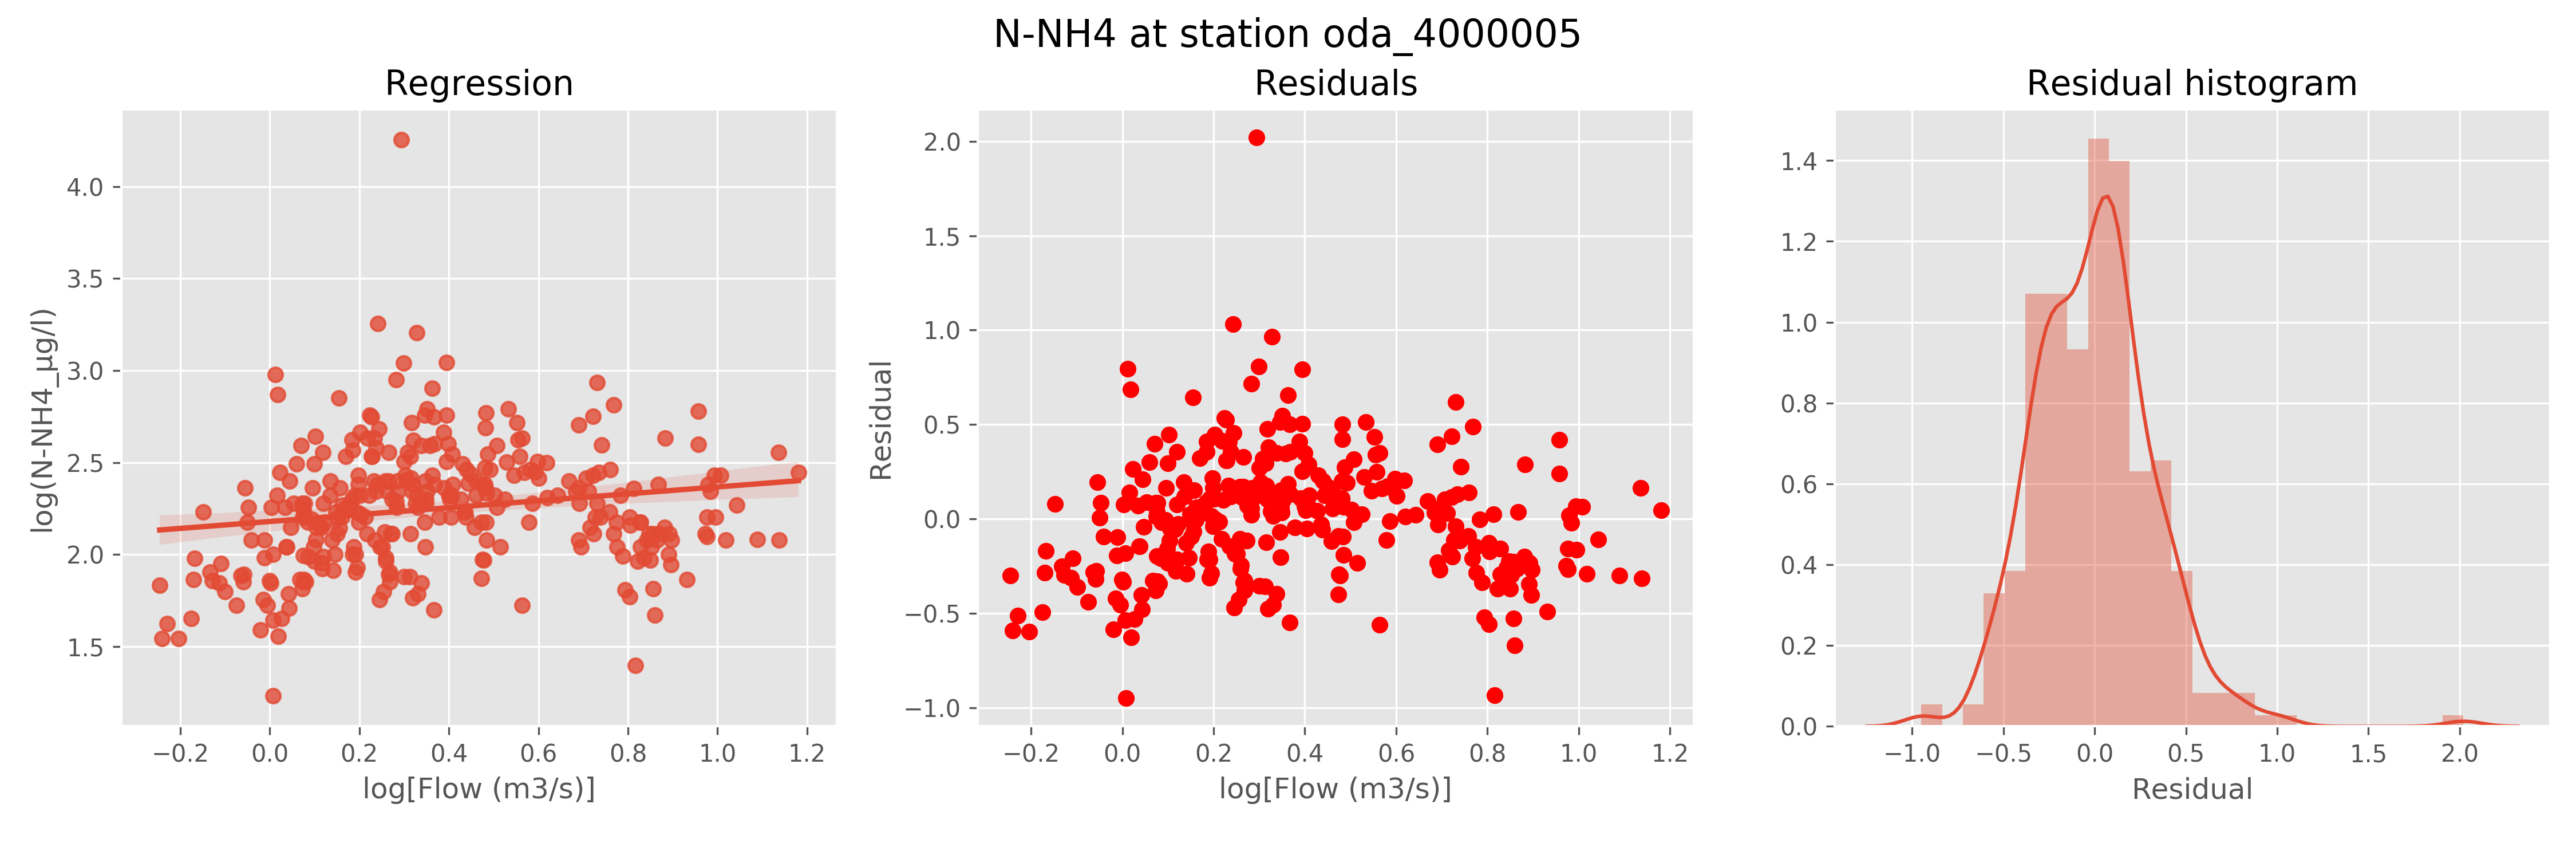 N-NH4 at station oda_4000005
Regression
4.0
3.5
3.0
2.5
2.0
1.5
log(N-NH4_µg/l)
−0.2 0.0 0.2 0.4 0.6 0.8 1.0 1.2
log[Flow (m3/s)]
Residuals
2.0
1.5
1.0
0.5
0.0
−0.5
−1.0
Residual
−0.2 0.0 0.2 0.4 0.6 0.8 1.0 1.2
log[Flow (m3/s)]
Residual histogram
1.4
1.2
1.0
0.8
0.6
0.4
0.2
0.0
−1.0 −0.5 0.0 0.5 1.0 1.5 2.0
Residual